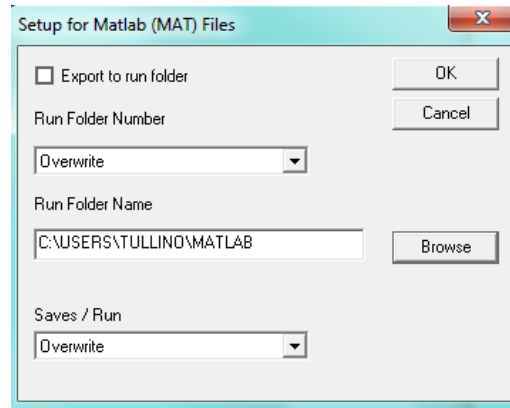 Setup for Matlab (MAT) Files
x
Export to run folder
OK
Run Folder Number
Cancel
Overwrite
Run Folder Name
C:\USERS\TULLINO\MATLAB
Browse
Saves / Run
Overwrite